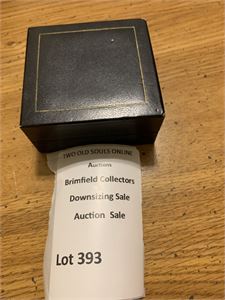 TWO OLD SOULS ONLINE
Auctions
Brimfield Collectors
Downsizing Sale
Auction Sale
Lot 393